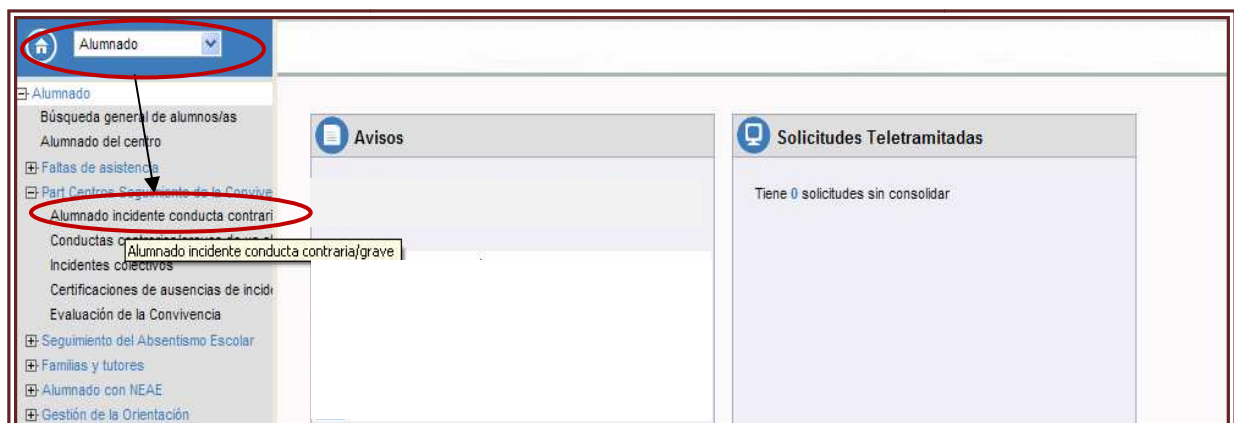 Alumnado
Alumnado
Búsqueda general de alumnos/as
Alumnado del centro
Faltas de asistencia
Part Centros Seguimiento de la Convive
Alumnado incidente conducta contrari
Conductas
Alumnado incidente conducta contraria/grave
Incidentes colectivos
Certificaciones de ausencias de incid
Evaluación de la Convivencia
Seguimiento del Absentismo Escolar
Familias y tutores
Alumnado con NEAE
Gestión de la Orientación
Avisos
Solicitudes Teletramitadas
Tiene 0 solicitudes sin consolidar